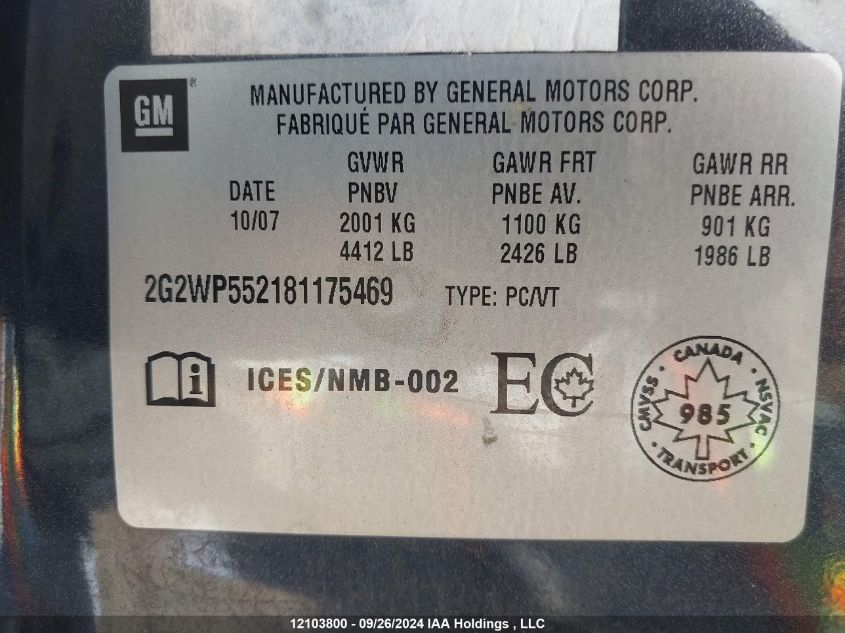 GM®
MANUFACTURED BY GENERAL MOTORS CORP.
FABRIQUÉ PAR GENERAL MOTORS CORP.
GVWR GAWR FRT GAWR RR
DATE PNBV PNBE AV. PNBE ARR.
10/07 2001 KG 1100 KG 901 KG
4412 LB 2426 LB 1986 LB
2G2WP552181175469 TYPE: PC/VT
i ICES/NMB-002 EC
CANADA
CMVSS 985 NSVAC
TRANSPORT
12103800 - 09/26/2024 IAA Holdings , LLC